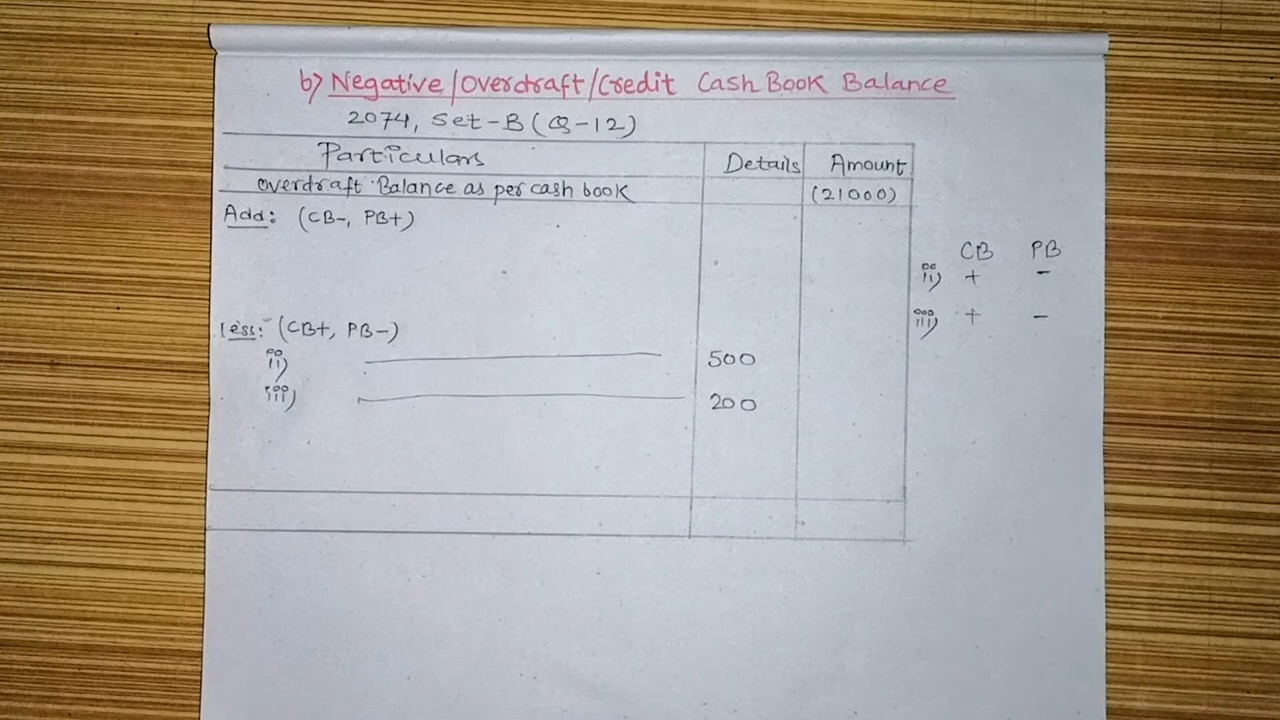 b) Negative/Overdraft/Credit Cash Book Balance
2074, Set-B (Q-12)
Particulars Details Amount
overdraft Balance as per cash book (21000)
Add: (CB-, PB+)
CB PB
ii) + -
iii) + -
less: (CB+, PB-)
ii) 500
iii) 200